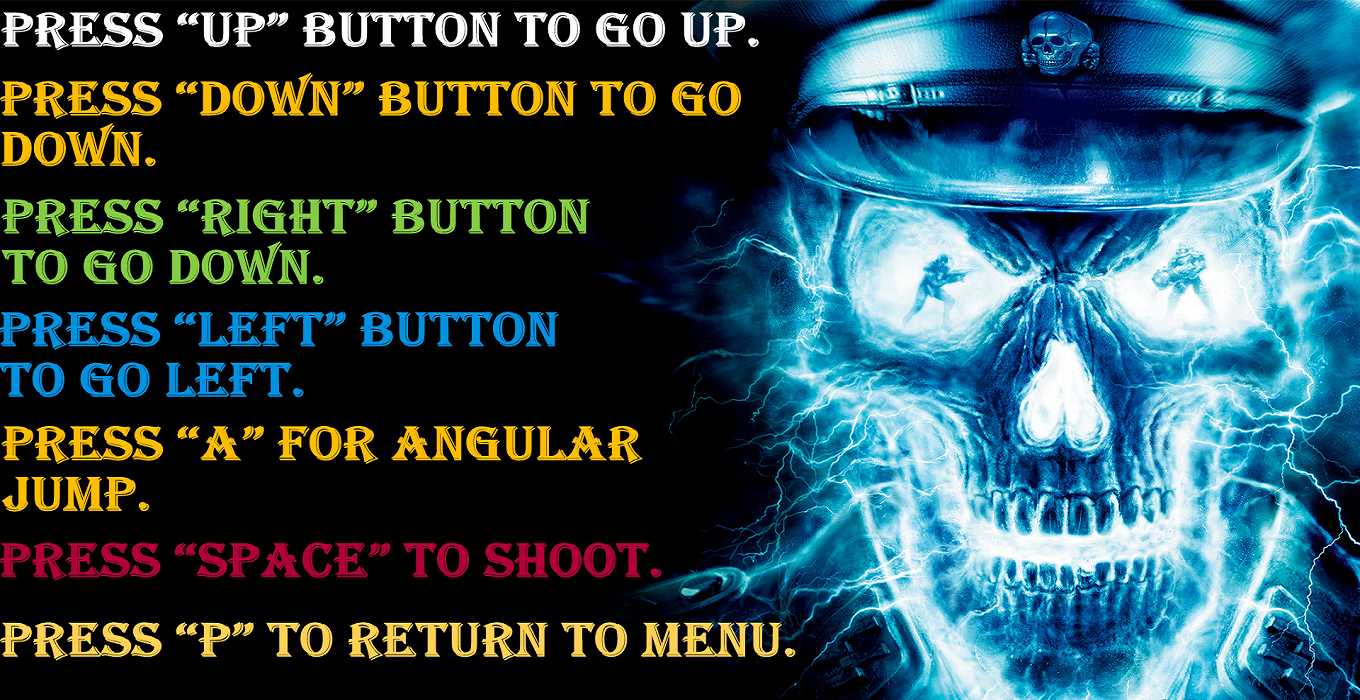 PRESS “UP” BUTTON TO GO UP.
PRESS “DOWN” BUTTON TO GO
DOWN.
PRESS “RIGHT” BUTTON
TO GO DOWN.
PRESS “LEFT” BUTTON
TO GO LEFT.
PRESS “A” FOR ANGULAR
JUMP.
PRESS “SPACE” TO SHOOT.
PRESS “P” TO RETURN TO MENU.